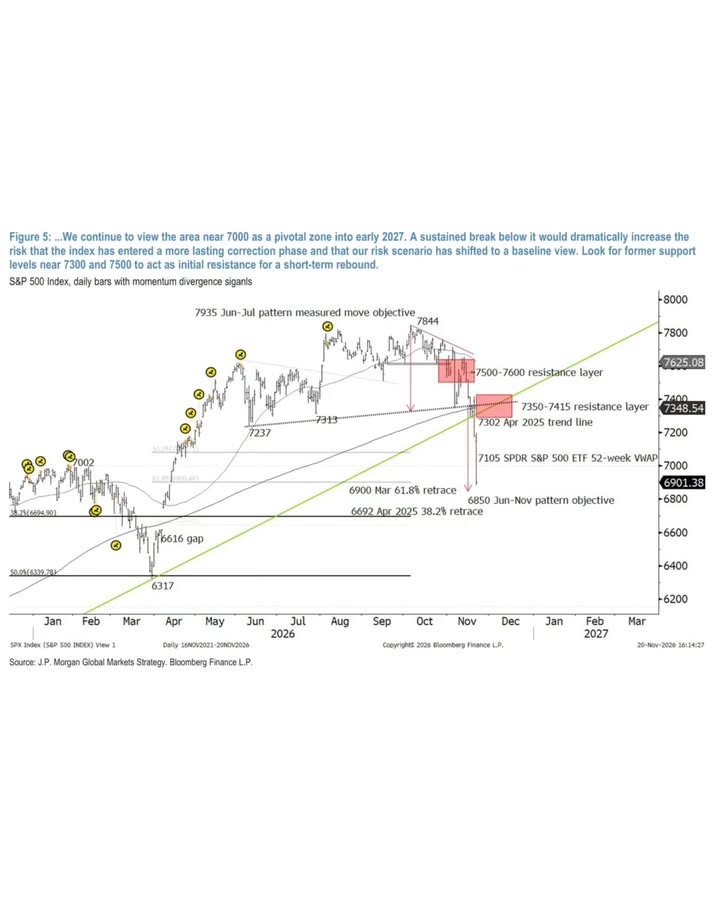 Figure 5: ...We continue to view the area near 7000 as a pivotal zone into early 2027. A sustained break below it would dramatically increase the
risk that the index has entered a more lasting correction phase and that our risk scenario has shifted to a baseline view. Look for former support
levels near 7300 and 7500 to act as initial resistance for a short-term rebound.
S&P 500 Index, daily bars with momentum divergence siganls
7935 Jun-Jul pattern measured move objective
7844
8000
7800
7625.08
7500-7600 resistance layer
7400
7350-7415 resistance layer
7348.54
7313
7302 Apr 2025 trend line
7237
7200
7105 SPDR S&P 500 ETF 52-week VWAP
7002
7000
6900 Mar 61.8% retrace
6901.38
6850 Jun-Nov pattern objective
6800
38.2%(6694.90)
6692 Apr 2025 38.2% retrace
6616 gap
6600
6400
50.0%(6339.78)
6317
6200
Jan Feb Mar Apr May Jun Jul Aug Sep Oct Nov Dec Jan Feb Mar
2026 2027
SPX Index (S&P 500 INDEX) View 1 Daily 16NOV2021-20NOV2026 Copyright© 2026 Bloomberg Finance L.P. 20-Nov-2026 16:14:27
Source: J.P. Morgan Global Markets Strategy. Bloomberg Finance L.P.